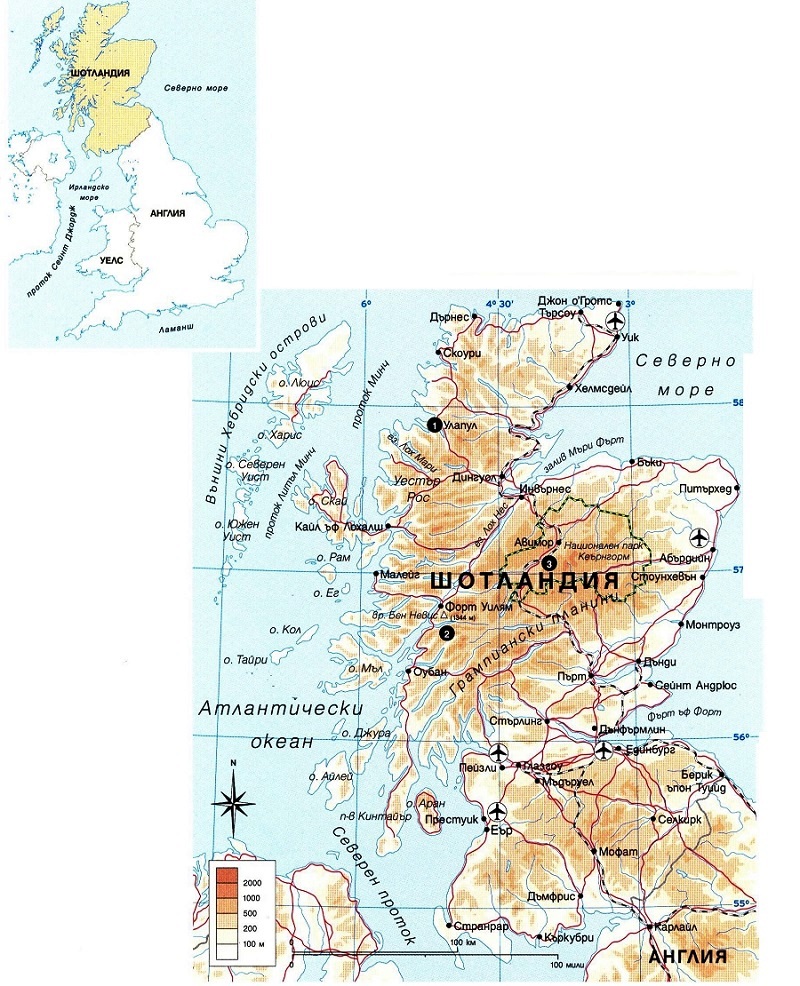 ШОТЛАНДИЯ
Северно море
Ирландско
море
АНГЛИЯ
проток Сейнт Джордж
УЕЛС
Ламанш
6°
4° 30'
3°
Джон о'Гротс
Дърнес
Търсоу
Уик
Скоури
Северно
море
Външни Хебридски острови
о. Люис
проток Минч
Хелмсдейл
58
о. Харис
1
Улапул
ез. Лох Мари
залив Мъри Фърт
о. Северен
Уист
проток Литъл Минч
Бъки
Уестър
Рос
Дингуол
Инвърнес
Питърхед
о. Скай
о. Южен
Уист
Кайл ъф Лохалш
ез. Лох Нес
Авимор
Национален парк
Кеърнгорм
Абърдийн
о. Рам
3
Малейг
ШОТЛАНДИЯ
Стоунхевън
57
о. Ег
Форт Уилям
вр. Бен Невис
(1344 м)
2
о. Кол
Грампиански планини
Монтроуз
о. Тайри
о. Мъл
Оубан
Дънди
Пърт
Сейнт Андрюс
Атлантически
океан
о. Джура
Стърлинг
Фърт ъф Форт
Дънфърмлин
56°
Единбург
Пейзли
Глазгоу
о. Айлей
Мъдъруел
Берик
ъпон Туийд
N
о. Аран
п-в Кинтайър
Престуик
Еър
Селкирк
Северен проток
Мофат
2000
1000
500
200
100 м
Дъмфрис
55°
Странрар
Къркубри
Карлайл
100 km
100 мили
АНГЛИЯ